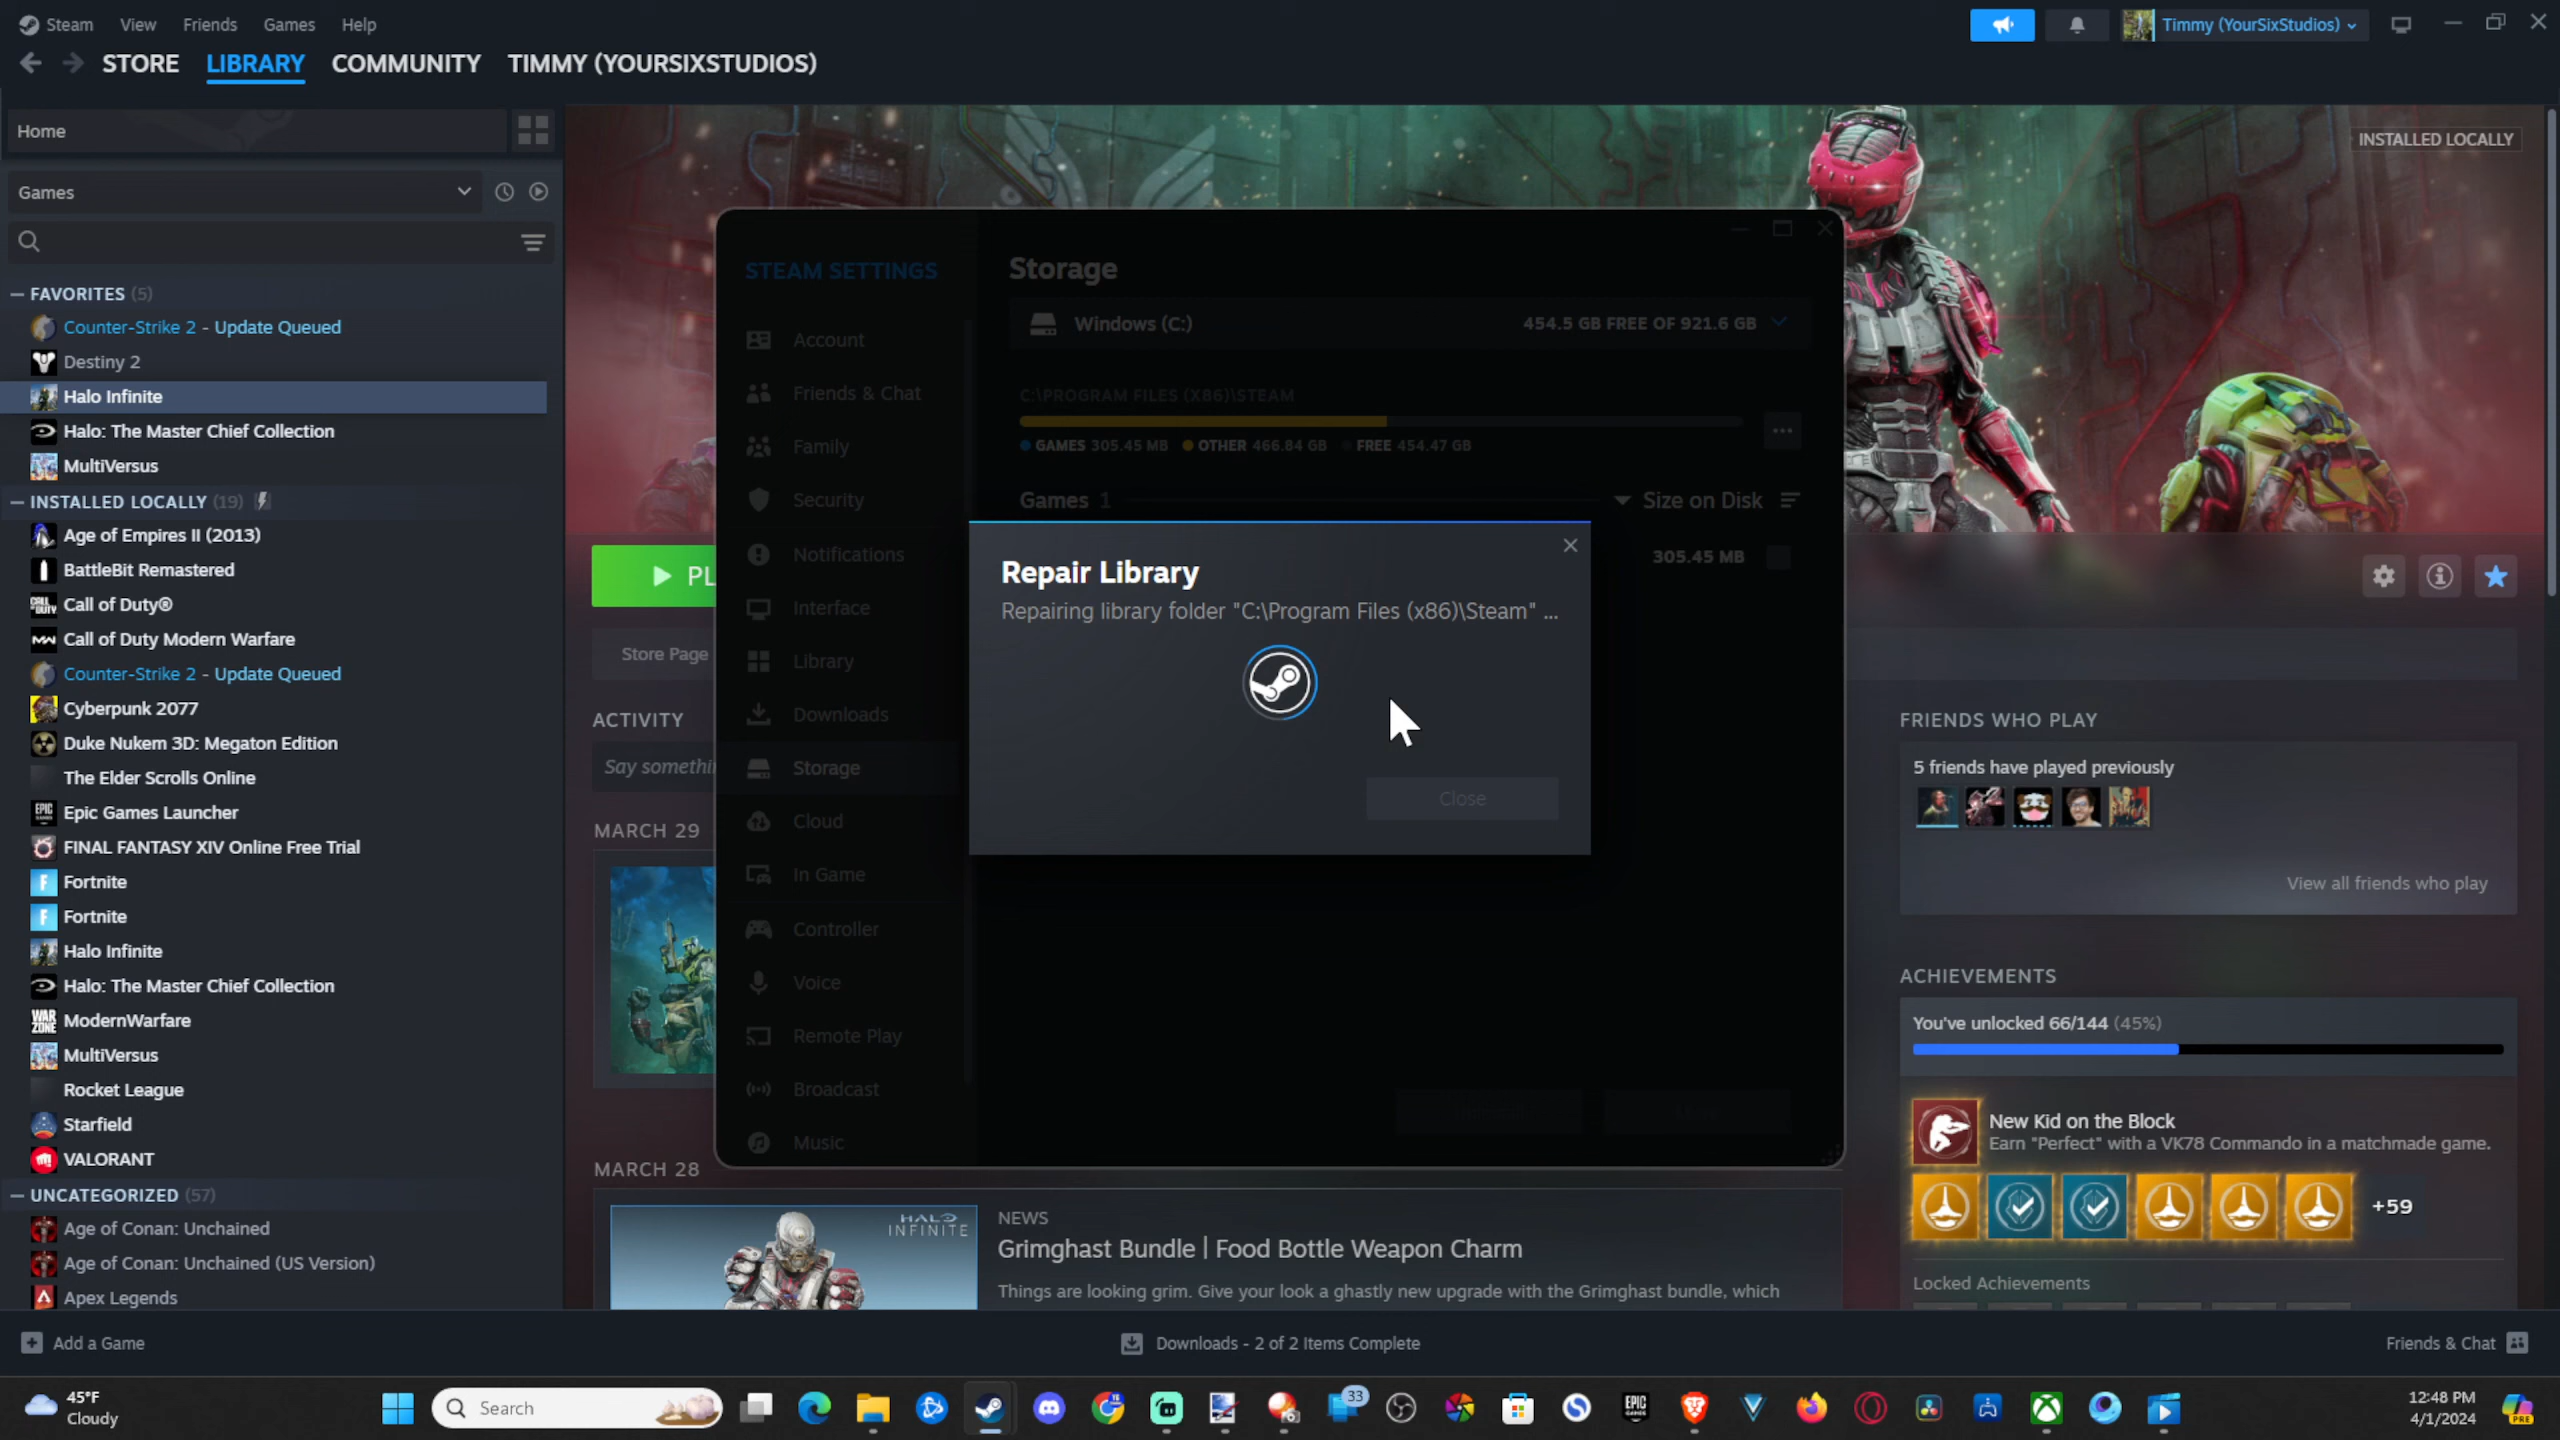 Steam View Friends Games Help
Timmy (YourSixStudios)
STORE LIBRARY COMMUNITY TIMMY (YOURSIXSTUDIOS)
Home
Games
— FAVORITES (5)
Counter-Strike 2 - Update Queued
Destiny 2
Halo Infinite
Halo: The Master Chief Collection
MultiVersus
— INSTALLED LOCALLY (19)
Age of Empires II (2013)
BattleBit Remastered
Call of Duty®
Call of Duty Modern Warfare
Counter-Strike 2 - Update Queued
Cyberpunk 2077
Duke Nukem 3D: Megaton Edition
The Elder Scrolls Online
Epic Games Launcher
FINAL FANTASY XIV Online Free Trial
Fortnite
Fortnite
Halo Infinite
Halo: The Master Chief Collection
ModernWarfare
MultiVersus
Rocket League
Starfield
VALORANT
— UNCATEGORIZED (57)
Age of Conan: Unchained
Age of Conan: Unchained (US Version)
Apex Legends
INSTALLED LOCALLY
PL
Store Page
ACTIVITY
Say somethi
MARCH 29
MARCH 28
STEAM SETTINGS
Account
Friends & Chat
Family
Security
Notifications
Interface
Library
Downloads
Storage
Cloud
In Game
Controller
Voice
Remote Play
Broadcast
Music
Storage
Windows (C:) 454.5 GB FREE OF 921.6 GB
C:\PROGRAM FILES (X86)\STEAM
GAMES 305.45 MB OTHER 466.84 GB FREE 454.47 GB
Games 1 Size on Disk
305.45 MB
Repair Library
Repairing library folder "C:\Program Files (x86)\Steam" ...
Close
HALO
INFINITE
NEWS
Grimghast Bundle | Food Bottle Weapon Charm
Things are looking grim. Give your look a ghastly new upgrade with the Grimghast bundle, which
FRIENDS WHO PLAY
5 friends have played previously
View all friends who play
ACHIEVEMENTS
You've unlocked 66/144 (45%)
New Kid on the Block
Earn "Perfect" with a VK78 Commando in a matchmade game.
+59
Locked Achievements
Add a Game
Downloads - 2 of 2 Items Complete
Friends & Chat
45°F
Cloudy
Search
33
EPIC
GAMES
12:48 PM
4/1/2024
PRE